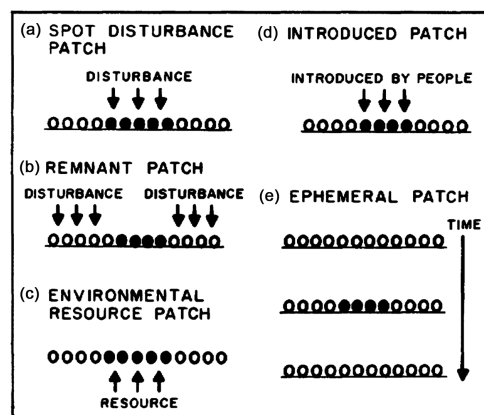 (a) SPOT DISTURBANCE
PATCH
DISTURBANCE
(b) REMNANT PATCH
DISTURBANCE DISTURBANCE
(c) ENVIRONMENTAL
RESOURCE PATCH
RESOURCE
(d) INTRODUCED PATCH
INTRODUCED BY PEOPLE
(e) EPHEMERAL PATCH
TIME